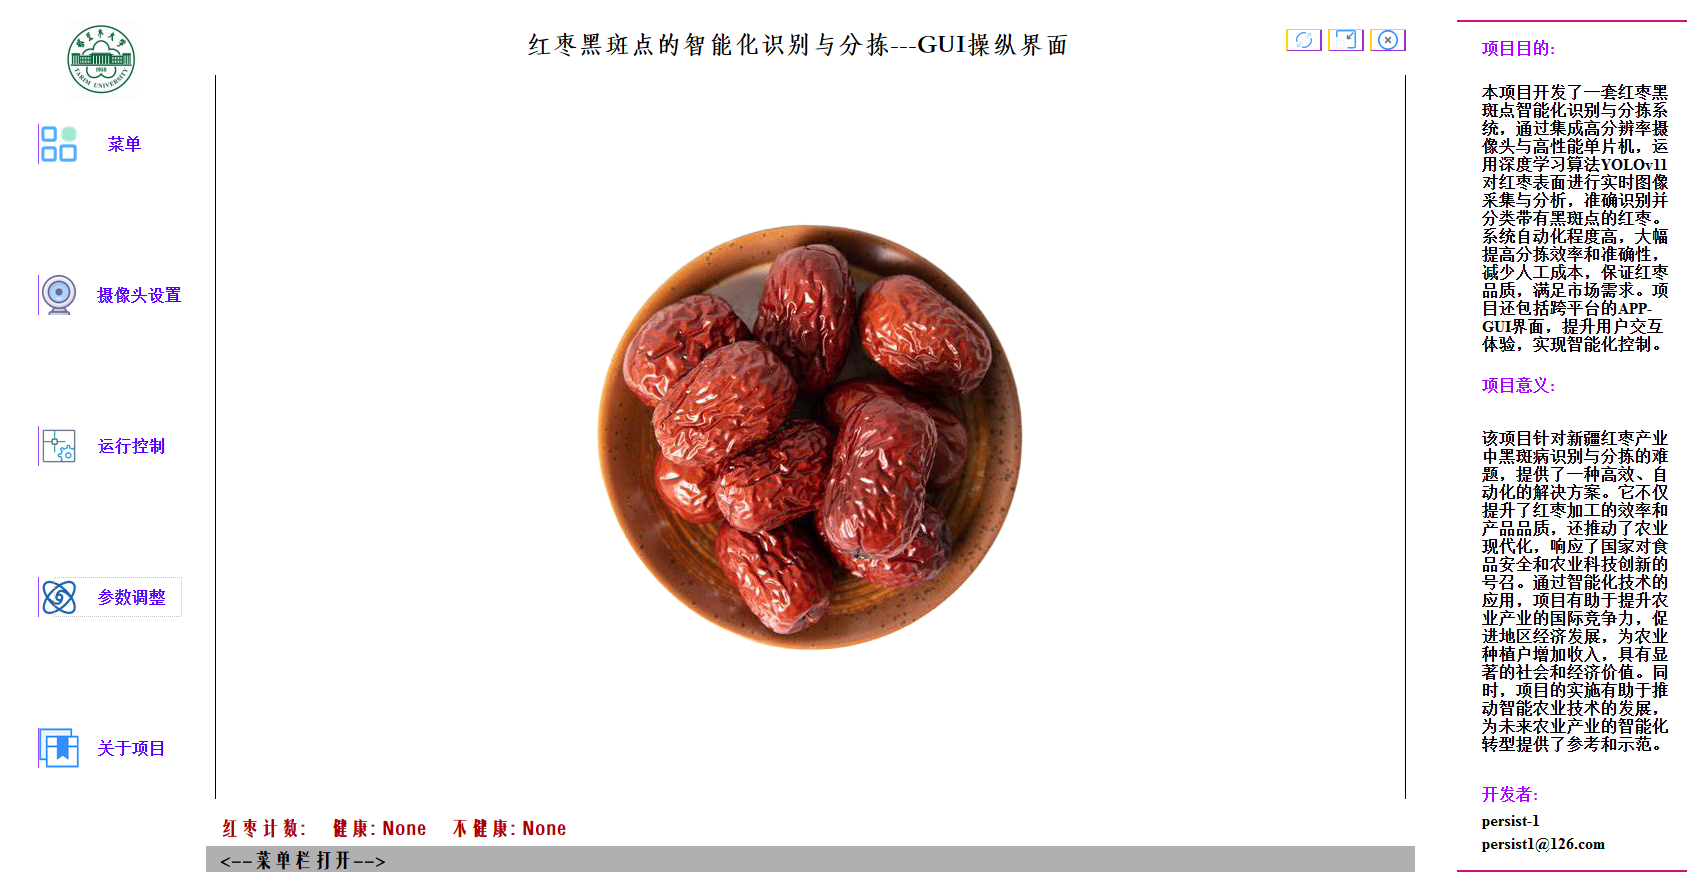 塔里木大学
1958
TARIM UNIVERSITY
红枣黑斑点的智能化识别与分拣---GUI操纵界面
菜单
摄像头设置
运行控制
参数调整
关于项目
红枣计数: 健康: None 不健康: None
<--菜单栏打开-->
项目目的:
本项目开发了一套红枣黑
斑点智能化识别与分拣系
统，通过集成高分辨率摄
像头与高性能单片机，运
用深度学习算法YOLOv11
对红枣表面进行实时图像
采集与分析，准确识别并
分类带有黑斑点的红枣。
系统自动化程度高，大幅
提高分拣效率和准确性，
减少人工成本，保证红枣
品质，满足市场需求。项
目还包括跨平台的APP-
GUI界面，提升用户交互
体验，实现智能化控制。
项目意义:
该项目针对新疆红枣产业
中黑斑病识别与分拣的难
题，提供了一种高效、自
动化的解决方案。它不仅
提升了红枣加工的效率和
产品品质，还推动了农业
现代化，响应了国家对食
品安全和农业科技创新的
号召。通过智能化技术的
应用，项目有助于提升农
业产业的国际竞争力，促
进地区经济发展，为农业
种植户增加收入，具有显
著的社会和经济价值。同
时，项目的实施有助于推
动智能农业技术的发展，
为未来农业产业的智能化
转型提供了参考和示范。
开发者:
persist-1
persist1@126.com